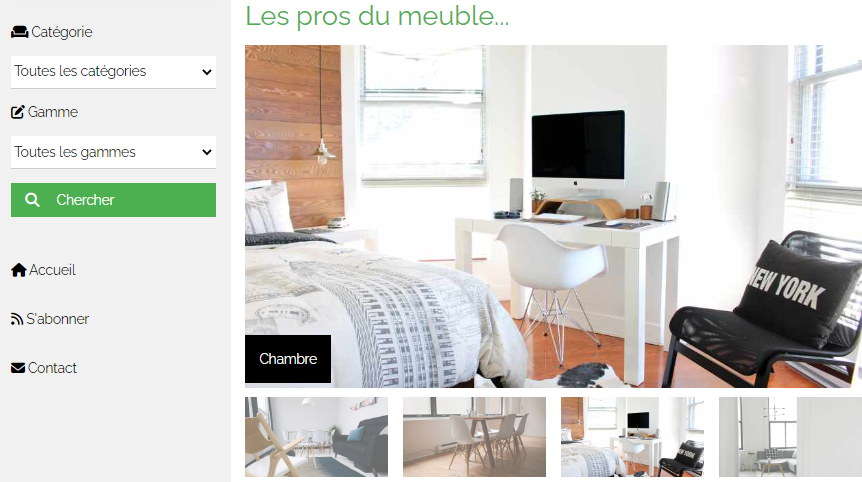 Les pros du meuble...
Catégorie
Toutes les catégories
Gamme
Toutes les gammes
Chercher
Accueil
S'abonner
Contact
NEW YORK
Chambre